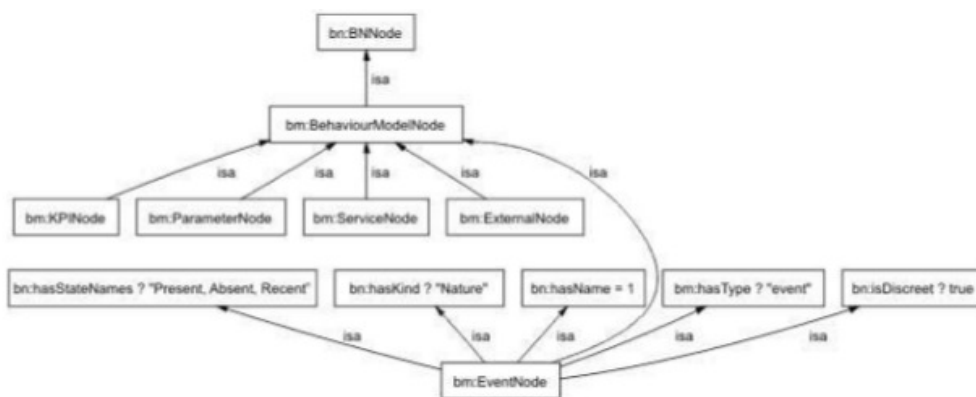 bn:BNNode
isa
bm:BehaviourModelNode
isa
isa
isa
isa
isa
bm:KPINode
bm:ParameterNode
bm:ServiceNode
bm:ExternalNode
bn:hasStateNames ? "Present, Absent, Recent"
bn:hasKind ? "Nature"
bn:hasName = 1
bm:hasType ? "event"
bn:isDiscreet ? true
isa
isa
isa
isa
isa
bm:EventNode